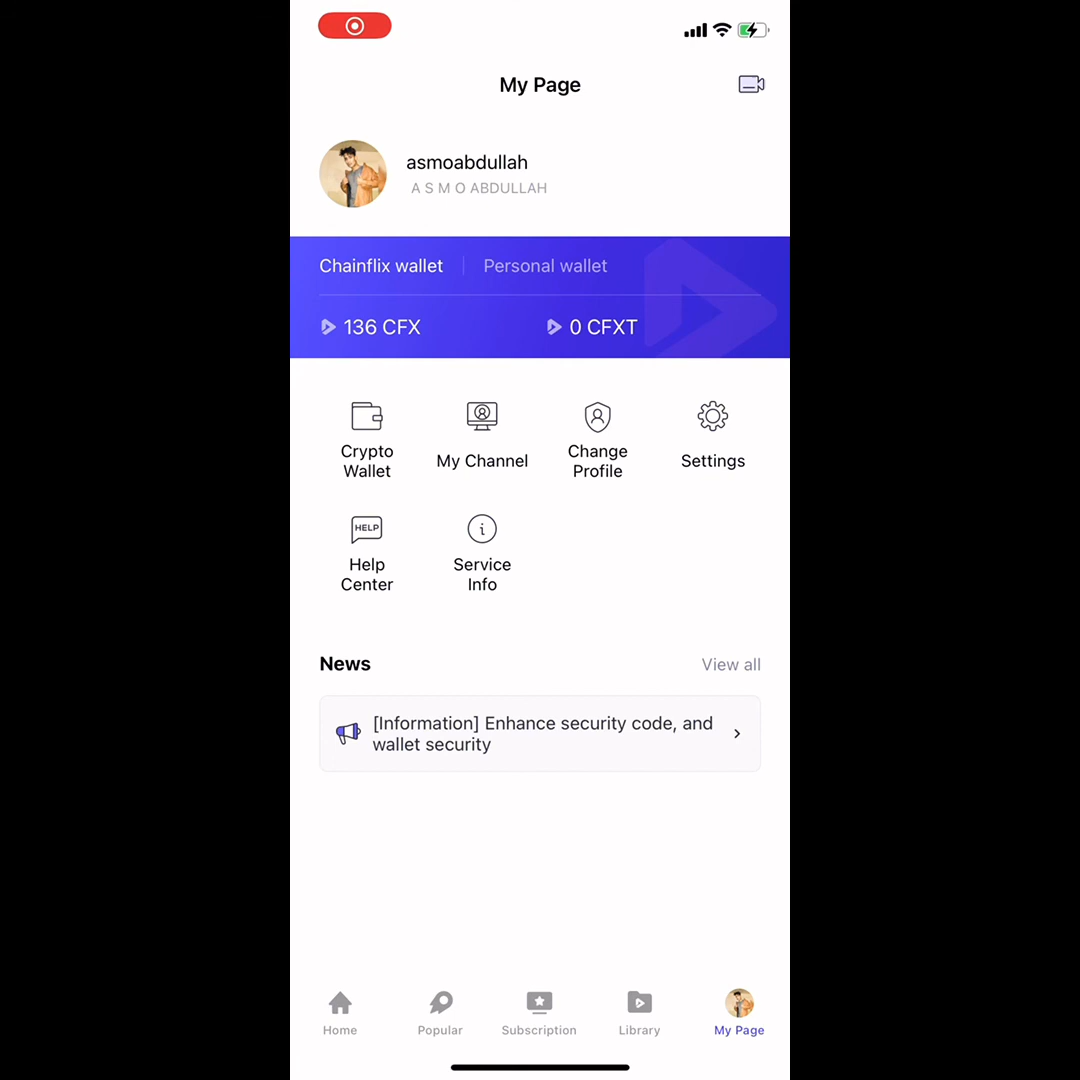 My Page
asmoabdullah
A S M O ABDULLAH
Chainflix wallet
Personal wallet
136 CFX
0 CFXT
Crypto
Wallet
My Channel
Change
Profile
Settings
HELP
Help
Center
Service
Info
News
View all
[Information] Enhance security code, and
wallet security
Home
Popular
Subscription
Library
My Page